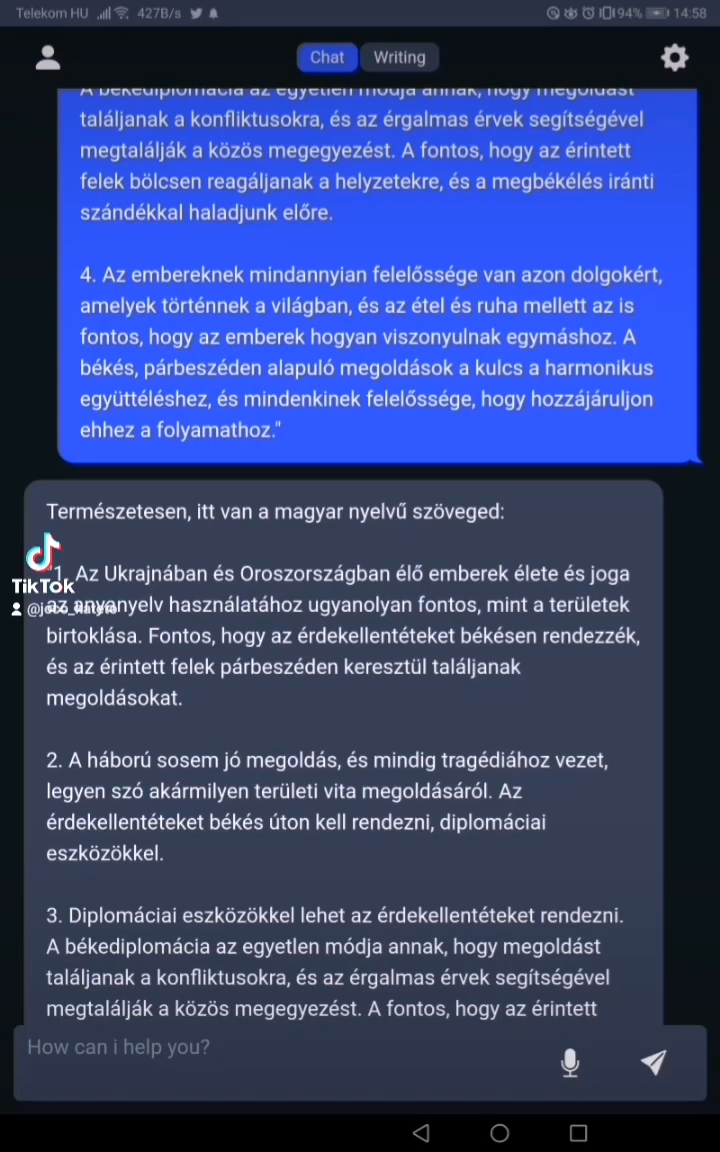 Telekom HU 427B/s 94% 14:58
Chat Writing
A békediplomácia az egyetlen módja annak, hogy megoldást
találjanak a konfliktusokra, és az érgalmas érvek segítségével
megtalálják a közös megegyezést. A fontos, hogy az érintett
felek bölcsen reagáljanak a helyzetekre, és a megbékélés iránti
szándékkal haladjunk előre.
4. Az embereknek mindannyian felelőssége van azon dolgokért,
amelyek történnek a világban, és az étel és ruha mellett az is
fontos, hogy az emberek hogyan viszonyulnak egymáshoz. A
békés, párbeszéden alapuló megoldások a kulcs a harmonikus
együttéléshez, és mindenkinek felelőssége, hogy hozzájáruljon
ehhez a folyamathoz."
Természetesen, itt van a magyar nyelvű szöveged:
"1. Az Ukrajnában és Oroszországban élő emberek élete és joga
TikTok
az anyanyelv használatához ugyanolyan fontos, mint a területek
birtoklása. Fontos, hogy az érdekellentéteket békésen rendezzék,
és az érintett felek párbeszéden keresztül találjanak
megoldásokat.
2. A háború sosem jó megoldás, és mindig tragédiához vezet,
legyen szó akármilyen területi vita megoldásáról. Az
érdekellentéteket békés úton kell rendezni, diplomáciai
eszközökkel.
3. Diplomáciai eszközökkel lehet az érdekellentéteket rendezni.
A békediplomácia az egyetlen módja annak, hogy megoldást
találjanak a konfliktusokra, és az érgalmas érvek segítségével
megtalálják a közös megegyezést. A fontos, hogy az érintett
How can i help you?